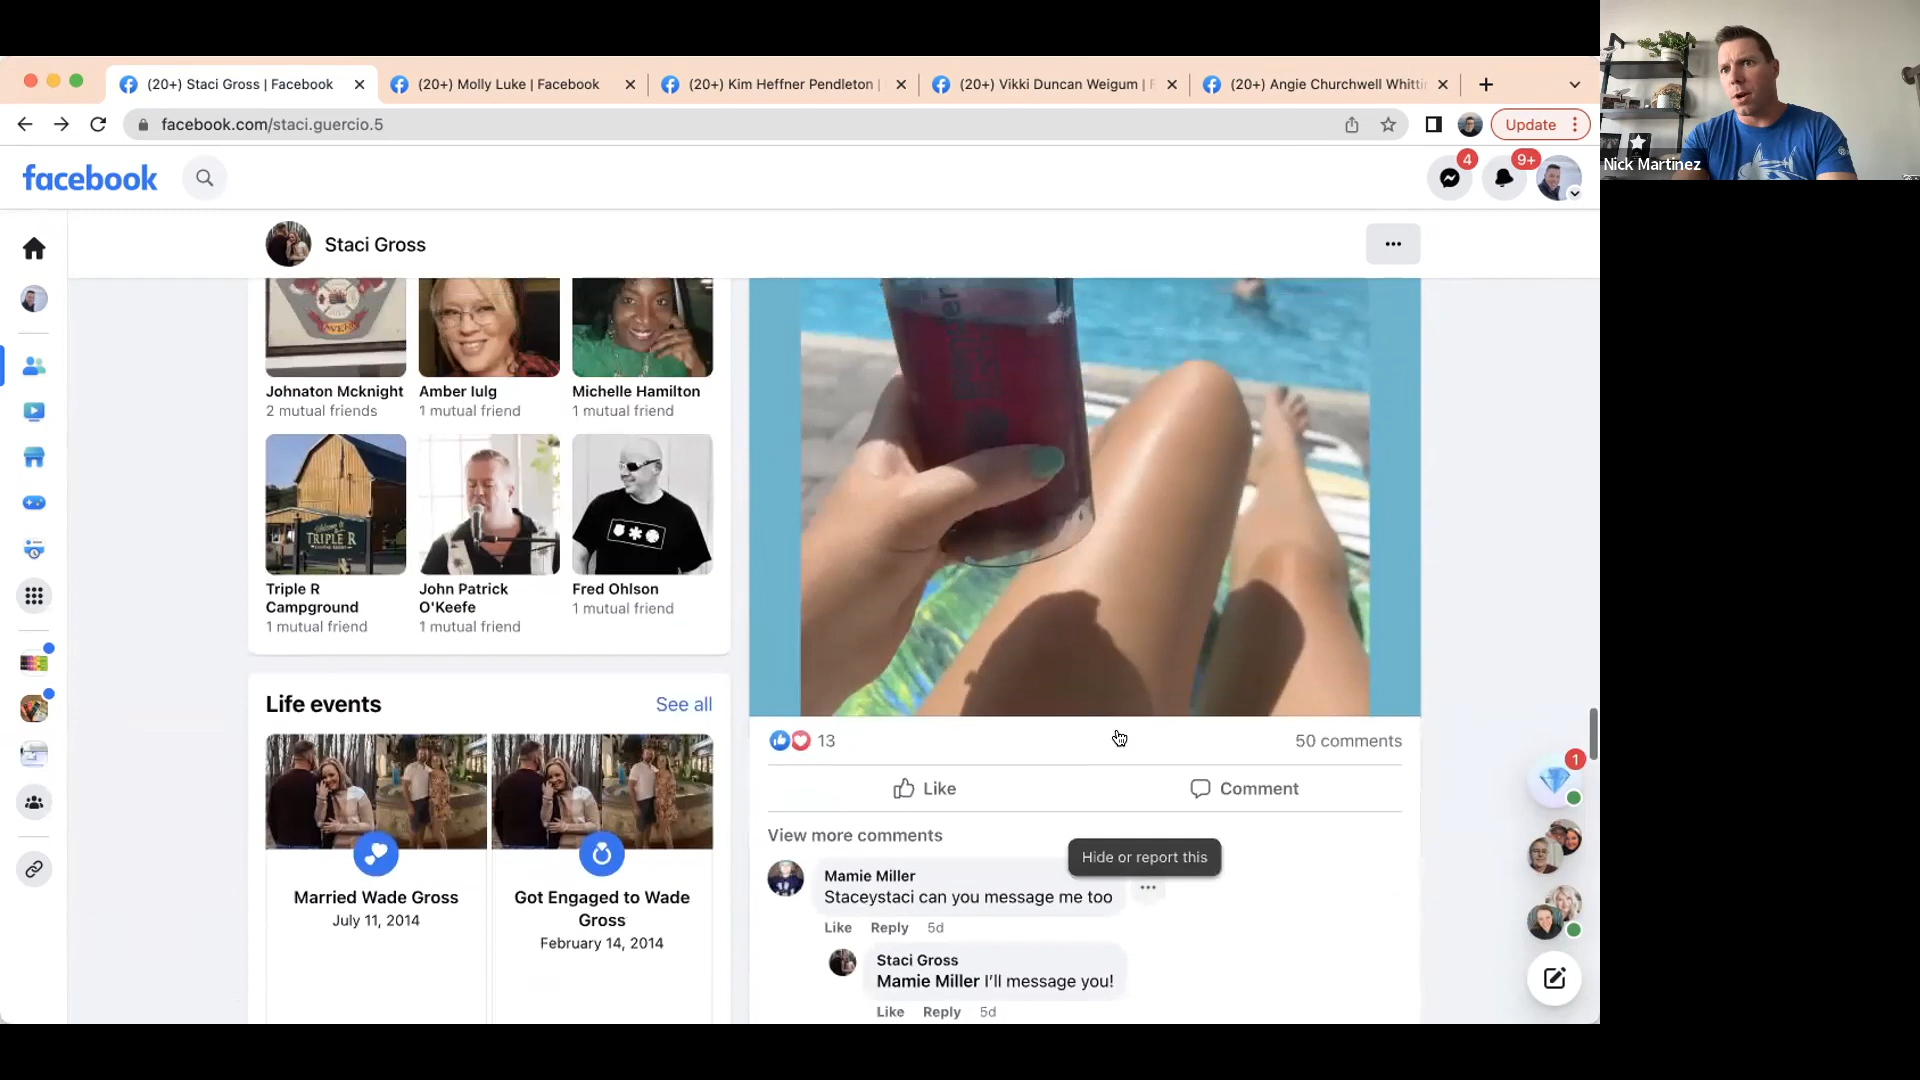 (20+) Staci Gross | Facebook
(20+) Molly Luke | Facebook
(20+) Kim Heffner Pendleton |
(20+) Vikki Duncan Weigum | F
(20+) Angie Churchwell Whitti
facebook.com/staci.guercio.5
Update
Nick Martinez
facebook
4
9+
Staci Gross
TAVERN
Johnaton Mcknight
2 mutual friends
Amber Iulg
1 mutual friend
Michelle Hamilton
1 mutual friend
TRIPLE R
Triple R
Campground
1 mutual friend
John Patrick
O'Keefe
1 mutual friend
Fred Ohlson
1 mutual friend
Life events
See all
Married Wade Gross
July 11, 2014
Got Engaged to Wade
Gross
February 14, 2014
13
50 comments
Like
Comment
View more comments
Hide or report this
Mamie Miller
Staceystaci can you message me too
Like Reply 5d
Staci Gross
Mamie Miller I'll message you!
Like Reply 5d
1